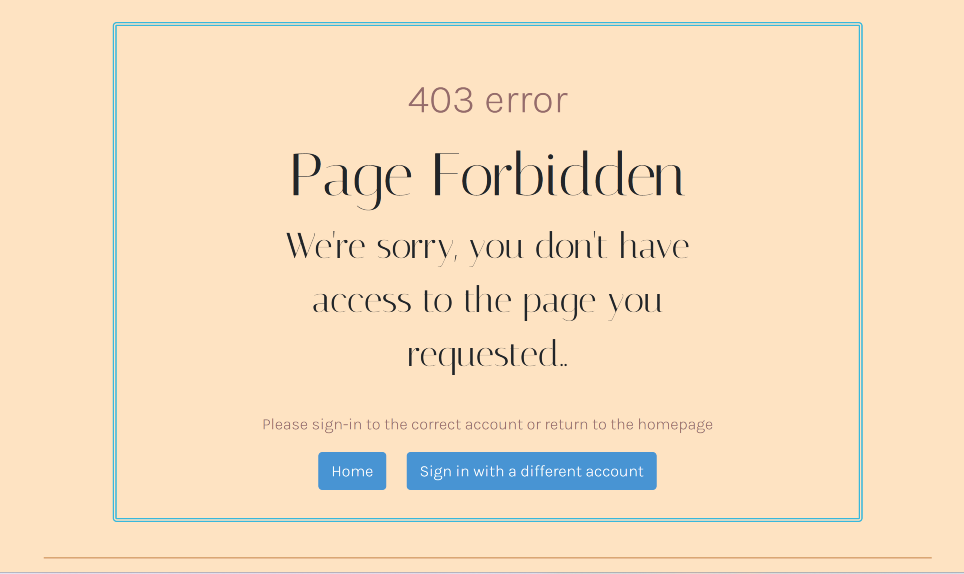 403 error
Page Forbidden
We're sorry, you don't have
access to the page you
requested..
Please sign-in to the correct account or return to the homepage
Home
Sign in with a different account